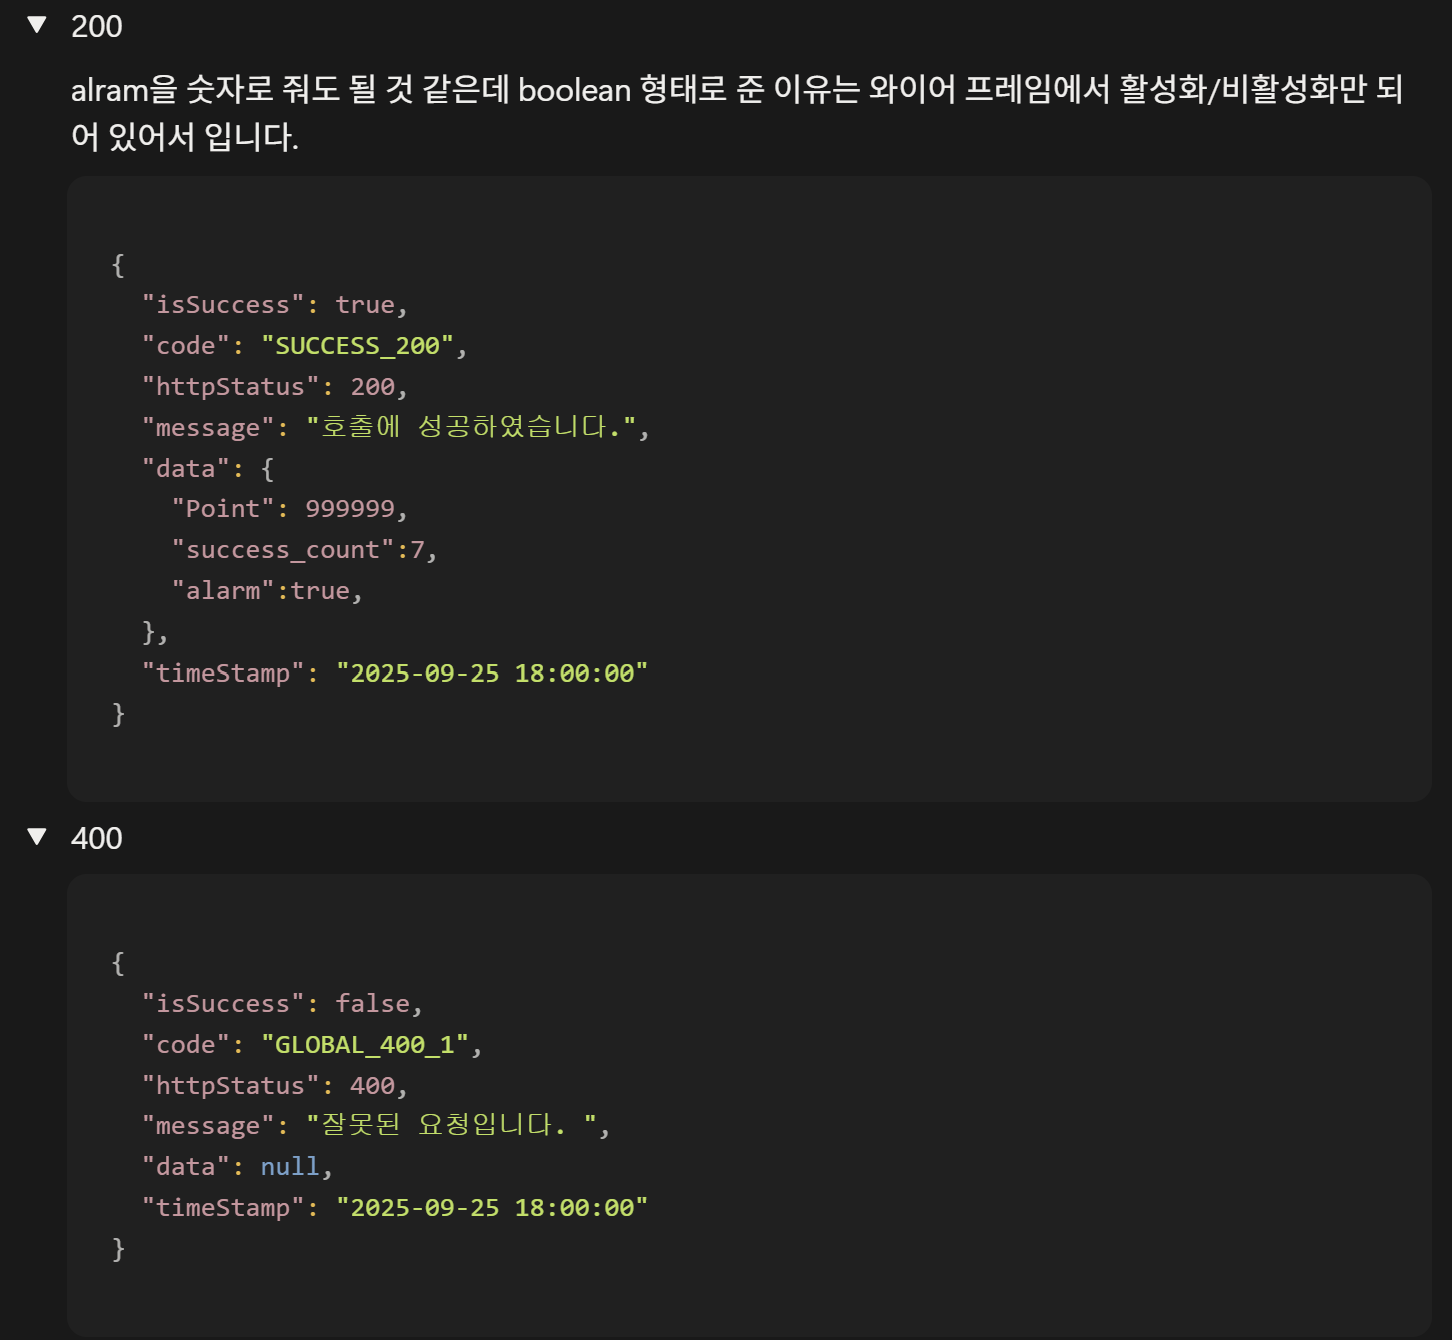 200
alram을 숫자로 줘도 될 것 같은데 boolean 형태로 준 이유는 와이어 프레임에서 활성화/비활성화만 되
어 있어서 입니다.
{
"isSuccess": true,
"code": "SUCCESS_200",
"httpStatus": 200,
"message": "호출에 성공하였습니다.",
"data": {
"Point": 999999,
"success_count":7,
"alarm":true,
},
"timeStamp": "2025-09-25 18:00:00"
}
400
{
"isSuccess": false,
"code": "GLOBAL_400_1",
"httpStatus": 400,
"message": "잘못된 요청입니다. ",
"data": null,
"timeStamp": "2025-09-25 18:00:00"
}